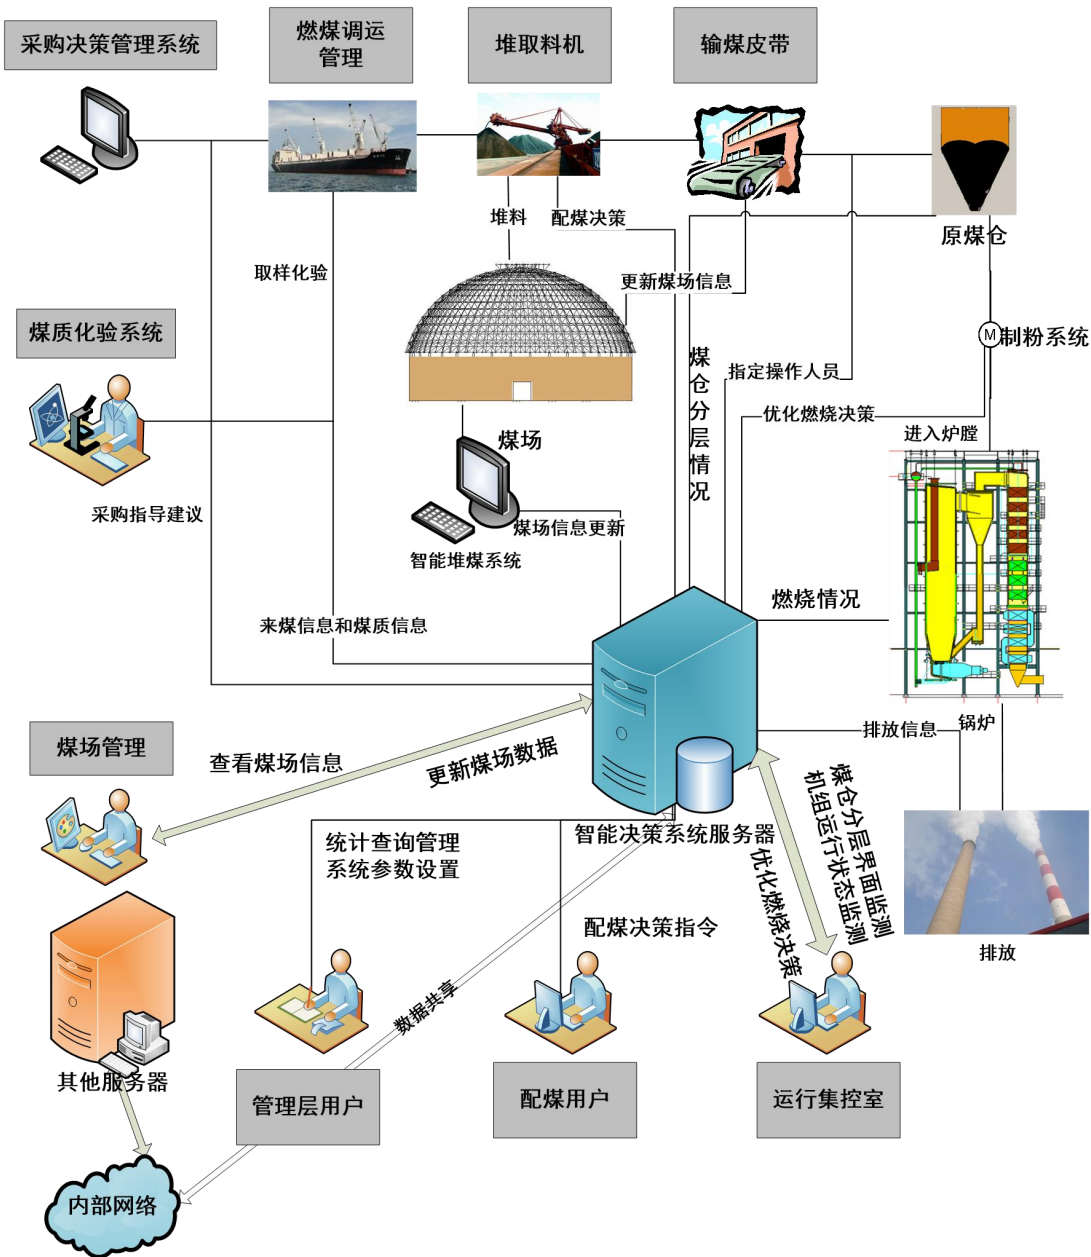 采购决策管理系统
燃煤调运
管理
堆取料机
输煤皮带
堆料
配煤决策
原煤仓
取样化验
更新煤场信息
煤质化验系统
M
制粉系统
煤仓分层情况
指定操作人员
优化燃烧决策
进入炉膛
煤场
采购指导建议
煤场信息更新
智能堆煤系统
燃烧情况
来煤信息和煤质信息
锅炉
排放信息
煤场管理
查看煤场信息
更新煤场数据
煤仓分层界面监测
机组运行状态监测
智能决策系统服务器
统计查询管理
系统参数设置
优化燃烧决策
配煤决策指令
排放
数据共享
其他服务器
管理层用户
配煤用户
运行集控室
内部网络